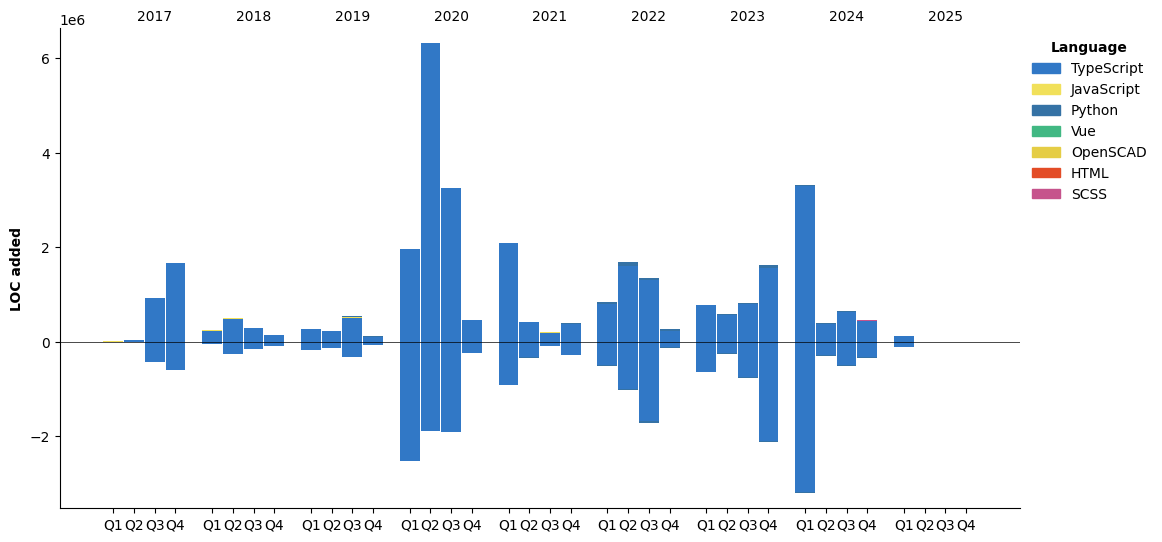 1e6
2017 2018 2019 2020 2021 2022 2023 2024 2025
LOC added
6
4
2
0
−2
Q1 Q2 Q3 Q4 Q1 Q2 Q3 Q4 Q1 Q2 Q3 Q4 Q1 Q2 Q3 Q4 Q1 Q2 Q3 Q4 Q1 Q2 Q3 Q4 Q1 Q2 Q3 Q4 Q1 Q2 Q3 Q4 Q1 Q2 Q3 Q4
Language
TypeScript
JavaScript
Python
Vue
OpenSCAD
HTML
SCSS